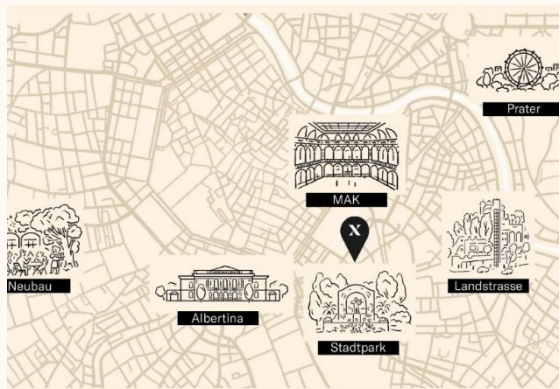 Prater
MAK
X
Neubau
Landstrasse
Albertina
Stadtpark